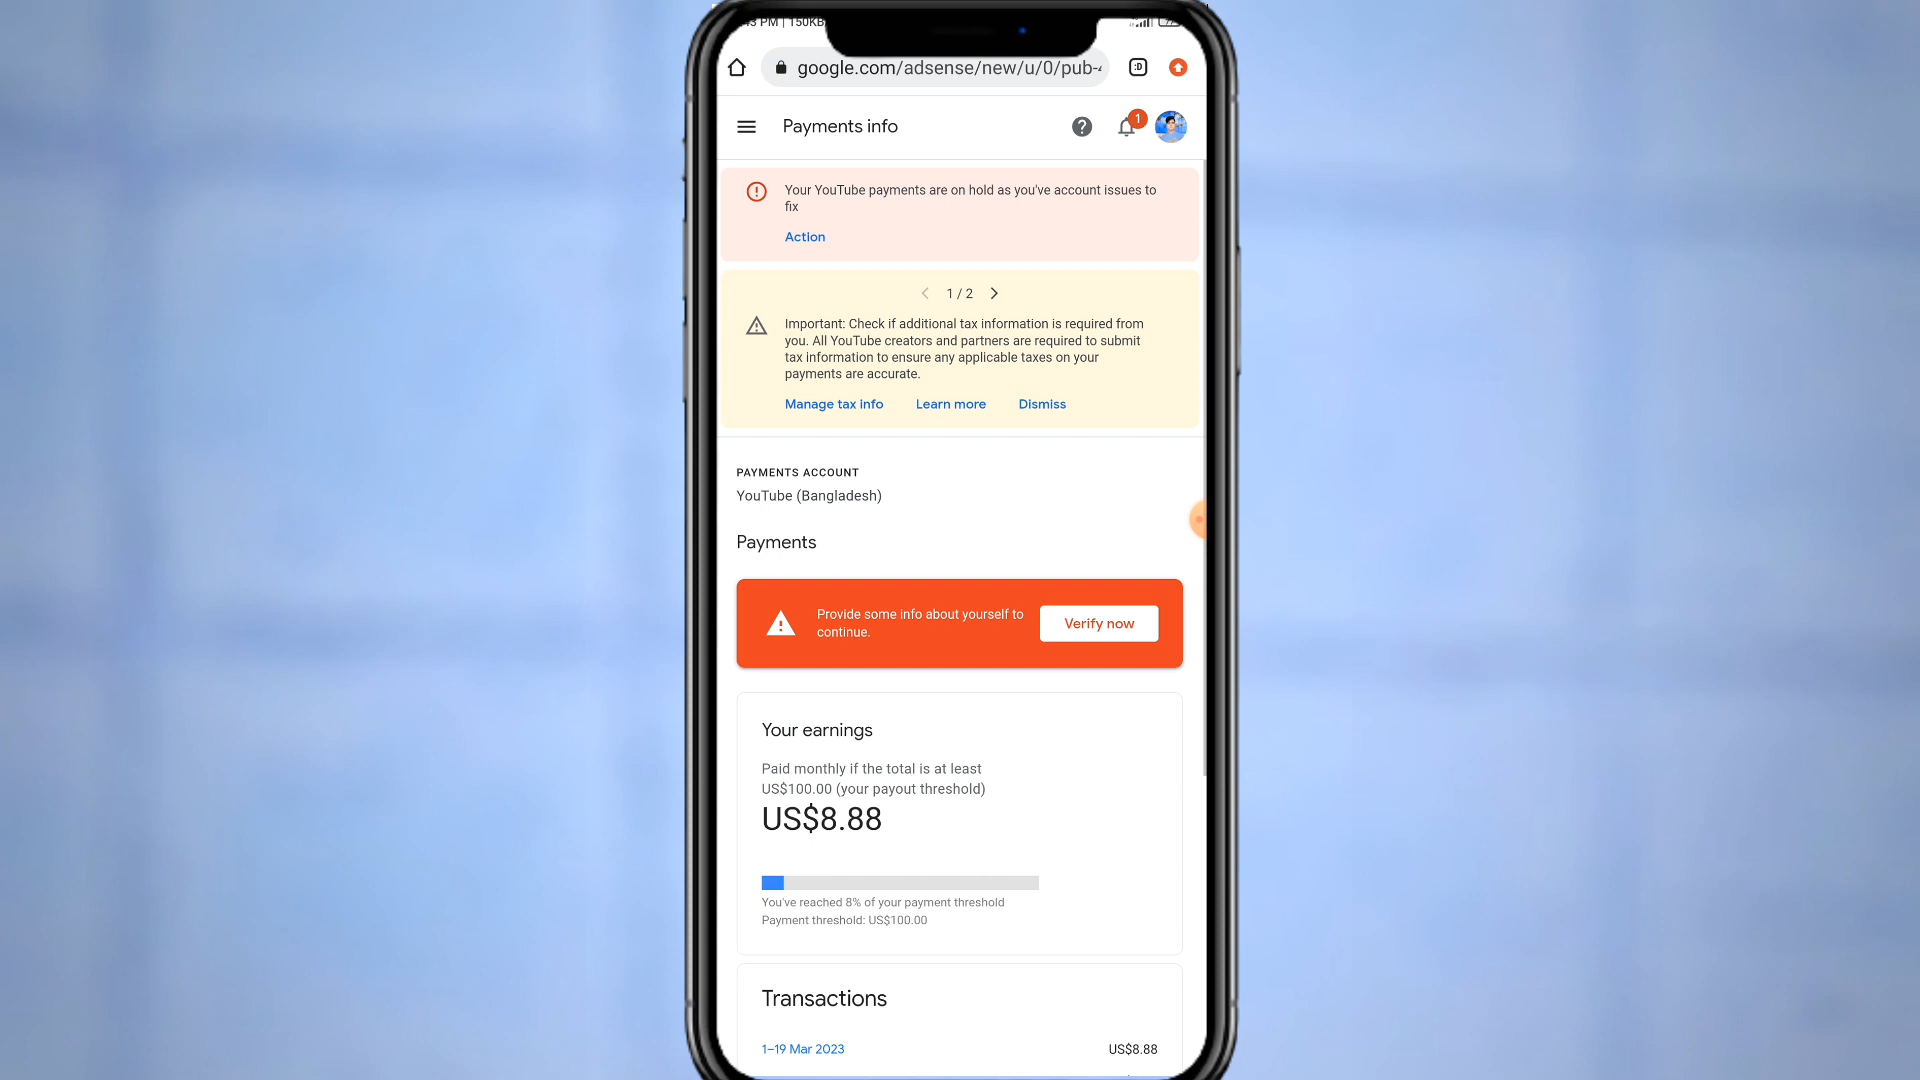 PM | 150KB
google.com/adsense/new/u/0/pub-
:D
Payments info
1
Your YouTube payments are on hold as you've account issues to
fix
Action
1 / 2
Important: Check if additional tax information is required from
you. All YouTube creators and partners are required to submit
tax information to ensure any applicable taxes on your
payments are accurate.
Manage tax info Learn more Dismiss
PAYMENTS ACCOUNT
YouTube (Bangladesh)
Payments
Provide some info about yourself to
continue.
Verify now
Your earnings
Paid monthly if the total is at least
US$100.00 (your payout threshold)
US$8.88
You've reached 8% of your payment threshold
Payment threshold: US$100.00
Transactions
1–19 Mar 2023 US$8.88